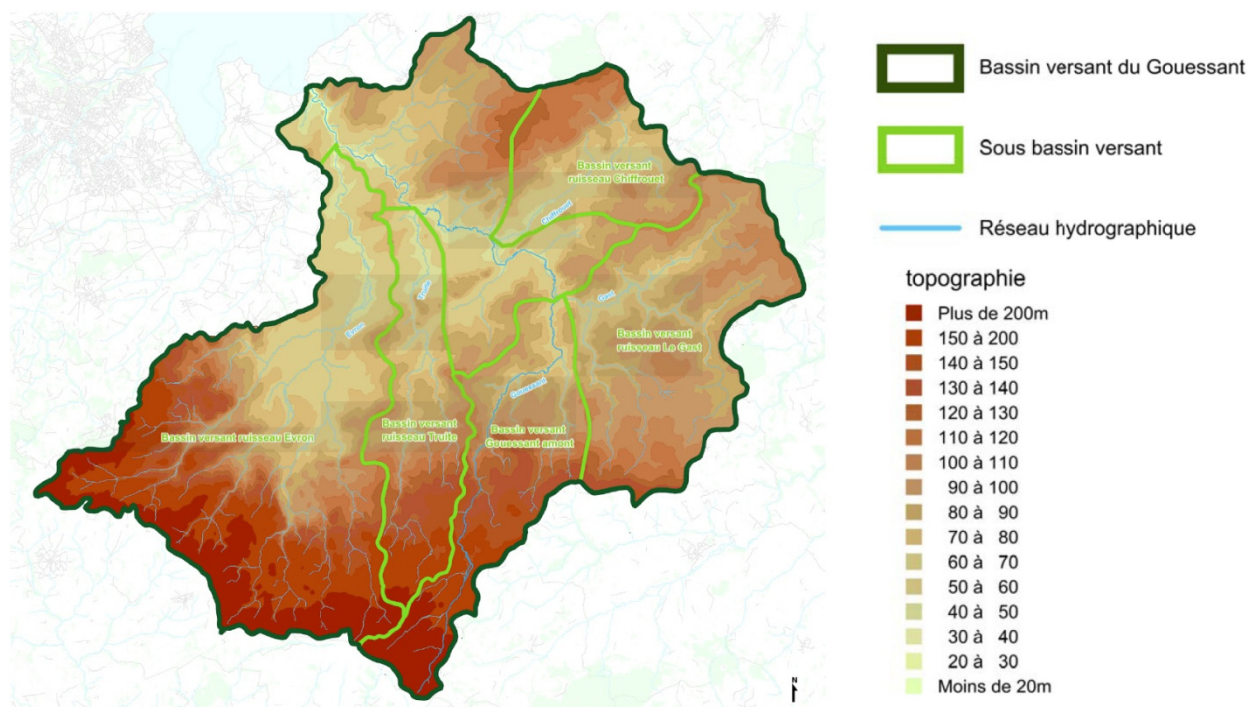 Bassin versant
ruisseau Chiffrouet
Chiffrouet
Truite
Evron
Gast
Bassin versant
ruisseau Le Gast
Gouessant
Bassin versant ruisseau Evron
Bassin versant
ruisseau Truite
Bassin versant
Gouessant amont
N
Bassin versant du Gouessant
Sous bassin versant
Réseau hydrographique
topographie
Plus de 200m
150 à 200
140 à 150
130 à 140
120 à 130
110 à 120
100 à 110
90 à 100
80 à 90
70 à 80
60 à 70
50 à 60
40 à 50
30 à 40
20 à 30
Moins de 20m